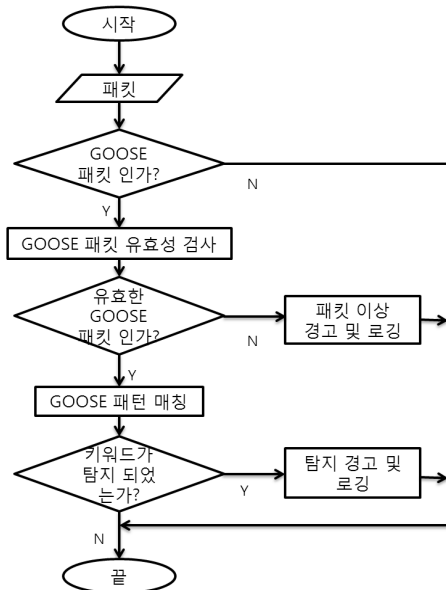 시작
패킷
GOOSE
패킷 인가?
N
Y
GOOSE 패킷 유효성 검사
유효한
GOOSE
패킷 인가?
N
패킷 이상
경고 및 로깅
Y
GOOSE 패턴 매칭
키워드가
탐지 되었
는가?
Y
탐지 경고 및
로깅
N
끝